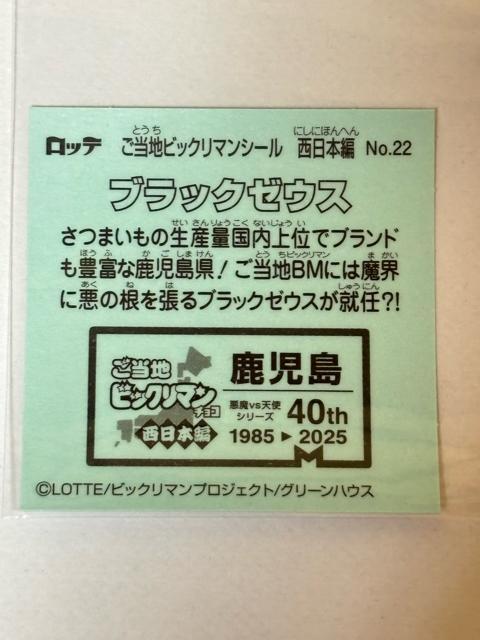 ロッテ ご当地ビックリマンシール 西日本編 No.22
ブラックゼウス
さつまいもの生産量国内上位でブランド
も豊富な鹿児島県!ご当地BMには魔界
に悪の根を張るブラックゼウスが就任?!
ご当地
ビックリマン
チョコ
西日本編
鹿児島
悪魔vs天使
シリーズ 40th
1985▶2025
©LOTTE/ビックリマンプロジェクト/グリーンハウス